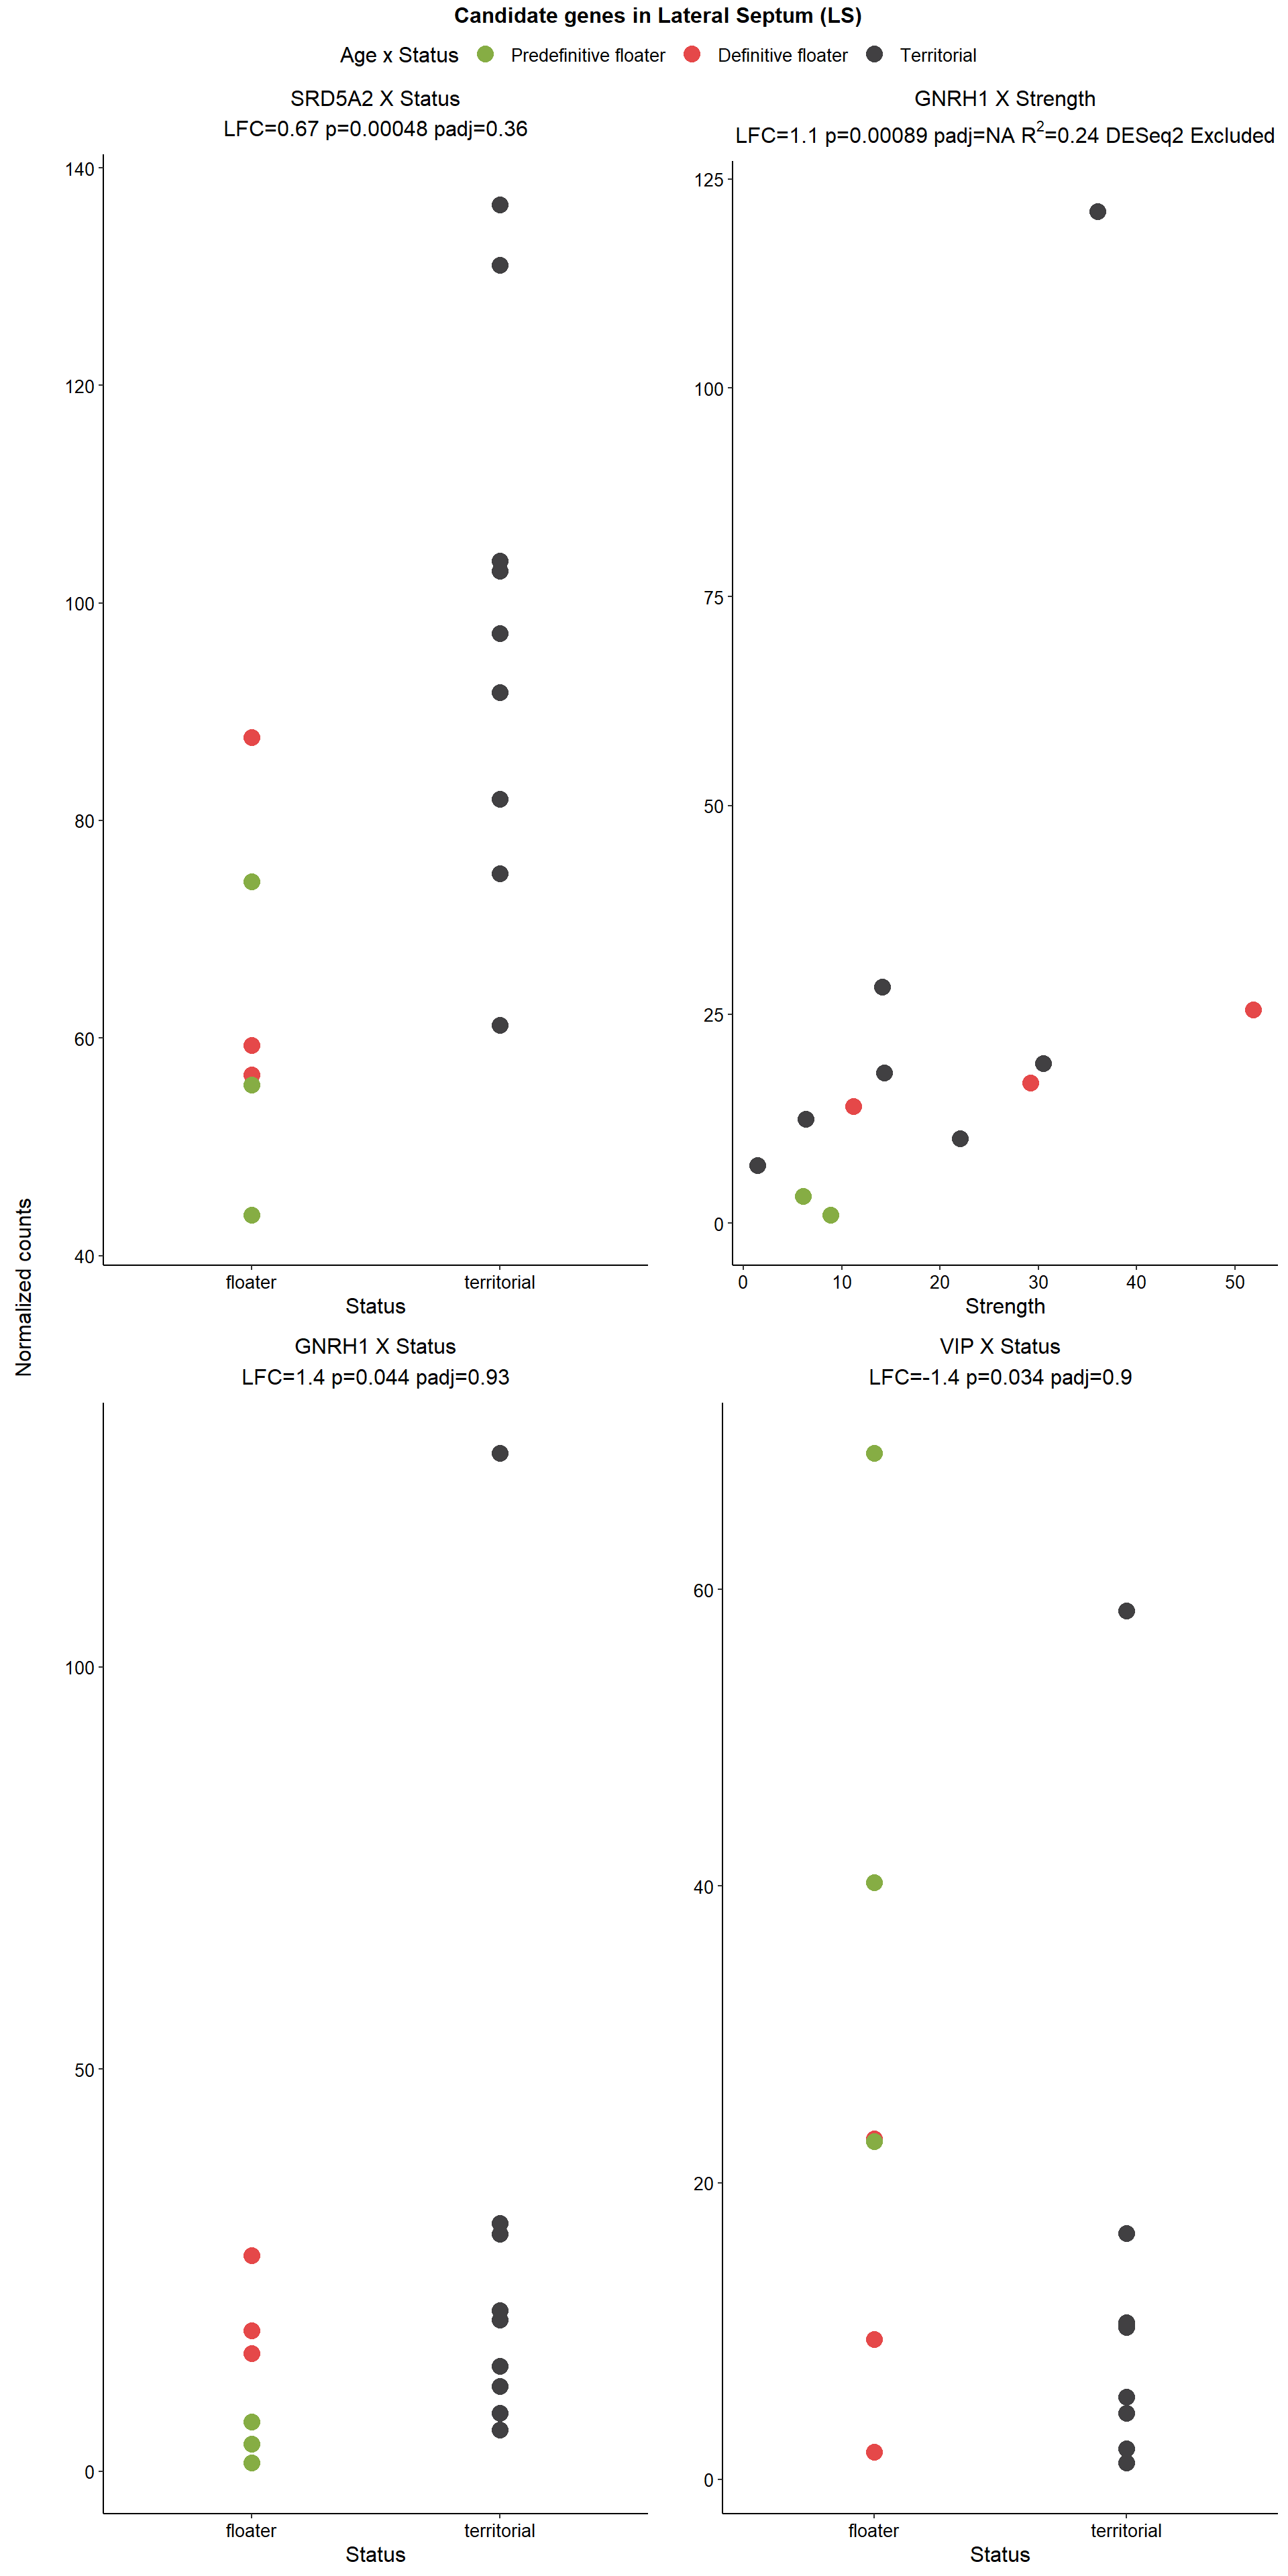 Candidate genes in Lateral Septum (LS)
Age x Status Predefinitive floater Definitive floater Territorial
SRD5A2 X Status
LFC=0.67 p=0.00048 padj=0.36
140
120
100
80
60
40
floater territorial
Status
GNRH1 X Strength
LFC=1.1 p=0.00089 padj=NA R²=0.24 DESeq2 Excluded
125
100
75
50
25
0
0 10 20 30 40 50
Strength
Normalized counts
GNRH1 X Status
LFC=1.4 p=0.044 padj=0.93
100
50
0
floater territorial
Status
VIP X Status
LFC=-1.4 p=0.034 padj=0.9
60
40
20
0
floater territorial
Status